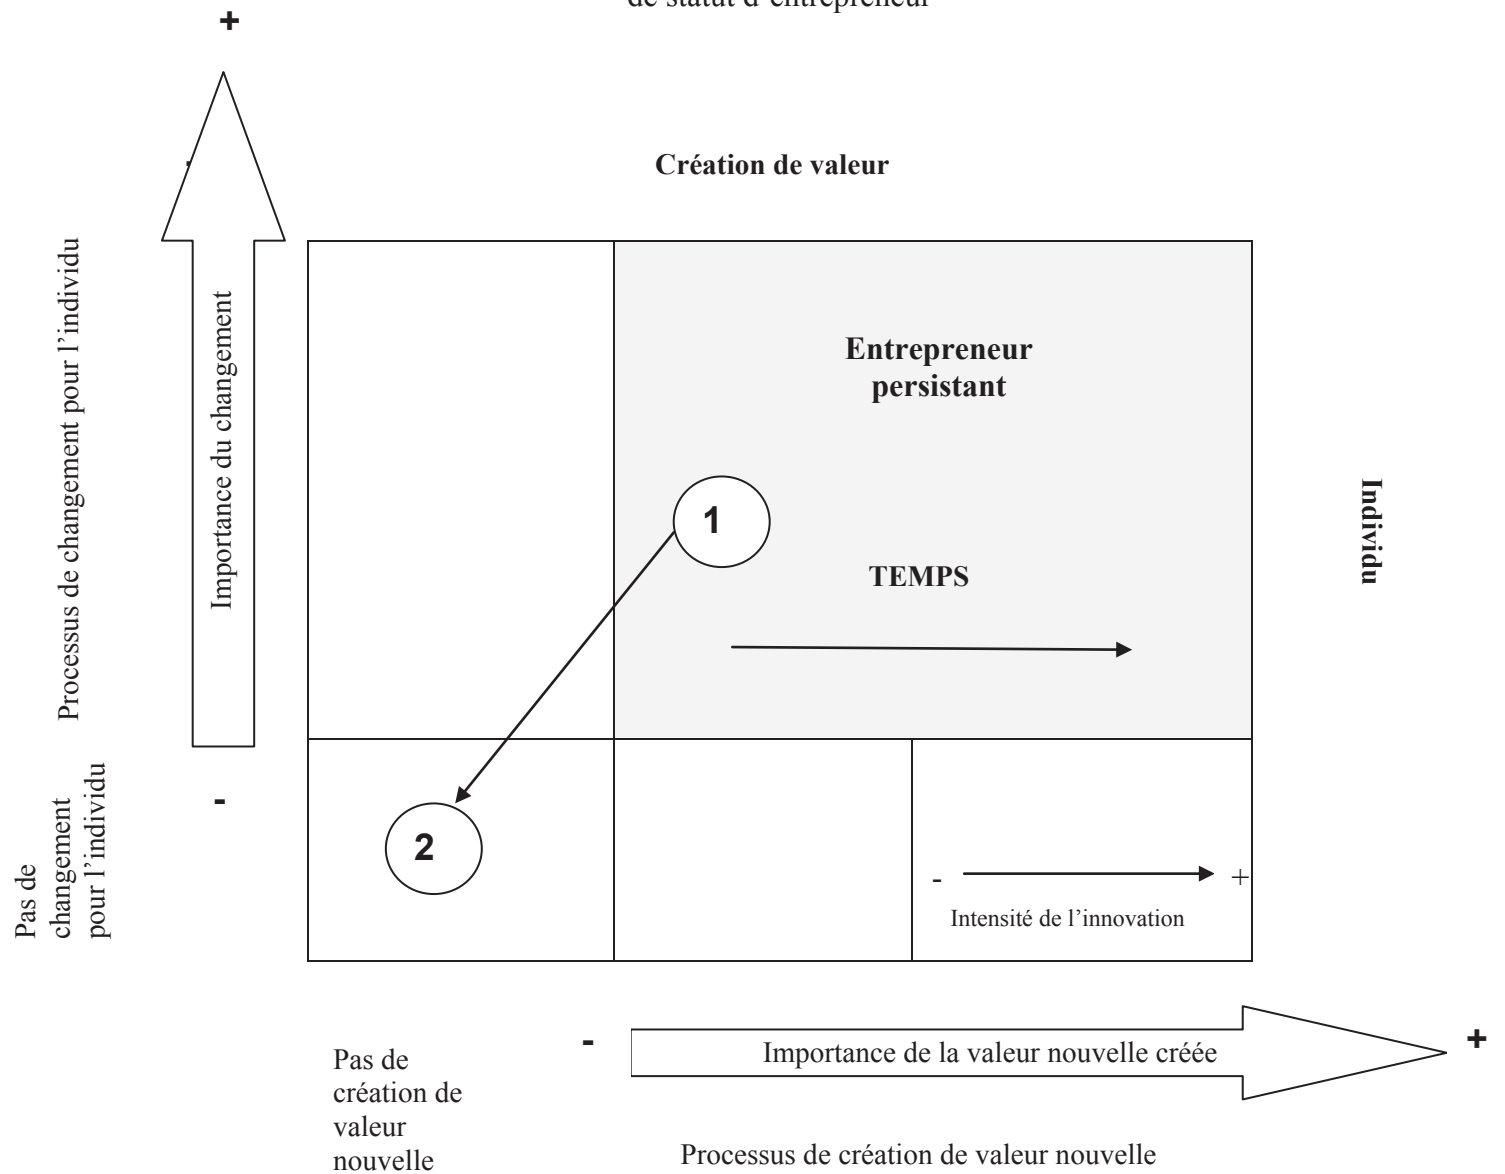 de statut d’entrepreneur
+
Création de valeur
Processus de changement pour l’individu
Importance du changement
Entrepreneur
persistant
1
TEMPS
Individu
-
Pas de
changement
pour l’individu
2
- +
Intensité de l’innovation
Pas de
création de
valeur
nouvelle
-
Importance de la valeur nouvelle créée
+
Processus de création de valeur nouvelle